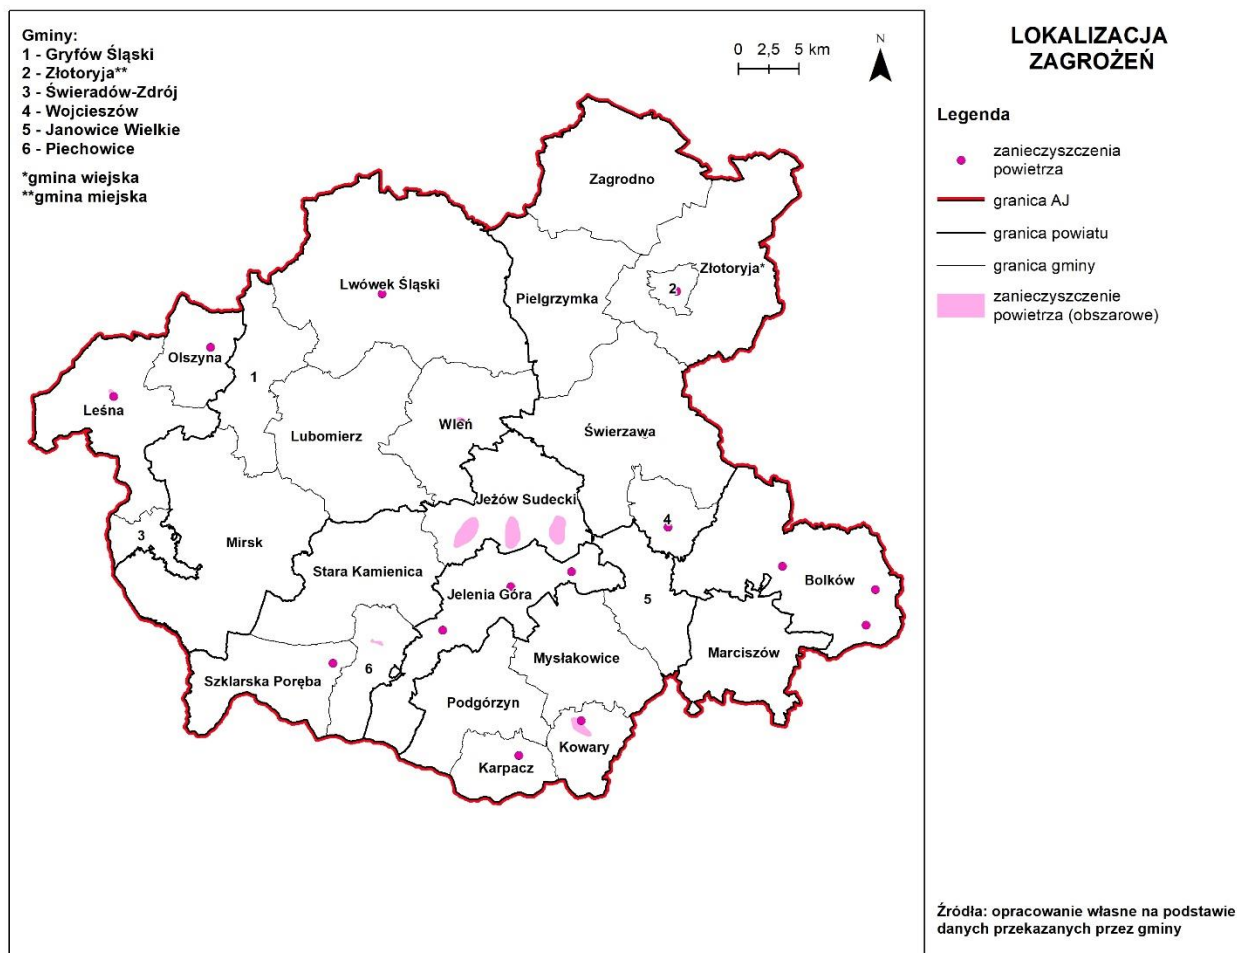 Gminy:
1 - Gryfów Śląski
2 - Złotoryja**
3 - Świeradów-Zdrój
4 - Wojcieszów
5 - Janowice Wielkie
6 - Piechowice
*gmina wiejska
**gmina miejska
0 2,5 5 km
N
Zagrodno
Złotoryja*
2
Lwówek Śląski
Pielgrzymka
Olszyna
1
Leśna
Lubomierz
Wleń
Świerzawa
Jeżów Sudecki
4
3
Mirsk
Stara Kamienica
Jelenia Góra
5
Bolków
Mysłakowice
Marciszów
Szklarska Poręba
6
Podgórzyn
Kowary
Karpacz
LOKALIZACJA
ZAGROŻEŃ
Legenda
zanieczyszczenia
powietrza
granica AJ
granica powiatu
granica gminy
zanieczyszczenie
powietrza (obszarowe)
Źródła: opracowanie własne na podstawie
danych przekazanych przez gminy